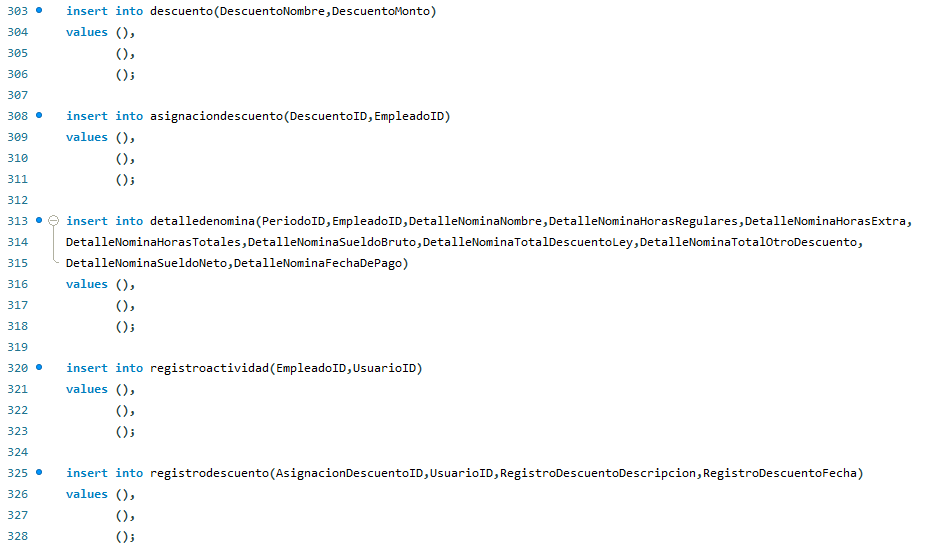 303 insert into descuento(DescuentoNombre,DescuentoMonto)
304 values (),
305 (),
306 ();
307
308 insert into asignaciondescuento(DescuentoID,EmpleadoID)
309 values (),
310 (),
311 ();
312
313 insert into detalledenomina(PeriodoID,EmpleadoID,DetalleNominaNombre,DetalleNominaHorasRegulares,DetalleNominaHorasExtra,
314 DetalleNominaHorasTotales,DetalleNominaSueldoBruto,DetalleNominaTotalDescuentoLey,DetalleNominaTotalOtroDescuento,
315 DetalleNominaSueldoNeto,DetalleNominaFechaDePago)
316 values (),
317 (),
318 ();
319
320 insert into registroactividad(EmpleadoID,UsuarioID)
321 values (),
322 (),
323 ();
324
325 insert into registrodescuento(AsignacionDescuentoID,UsuarioID,RegistroDescuentoDescripcion,RegistroDescuentoFecha)
326 values (),
327 (),
328 ();